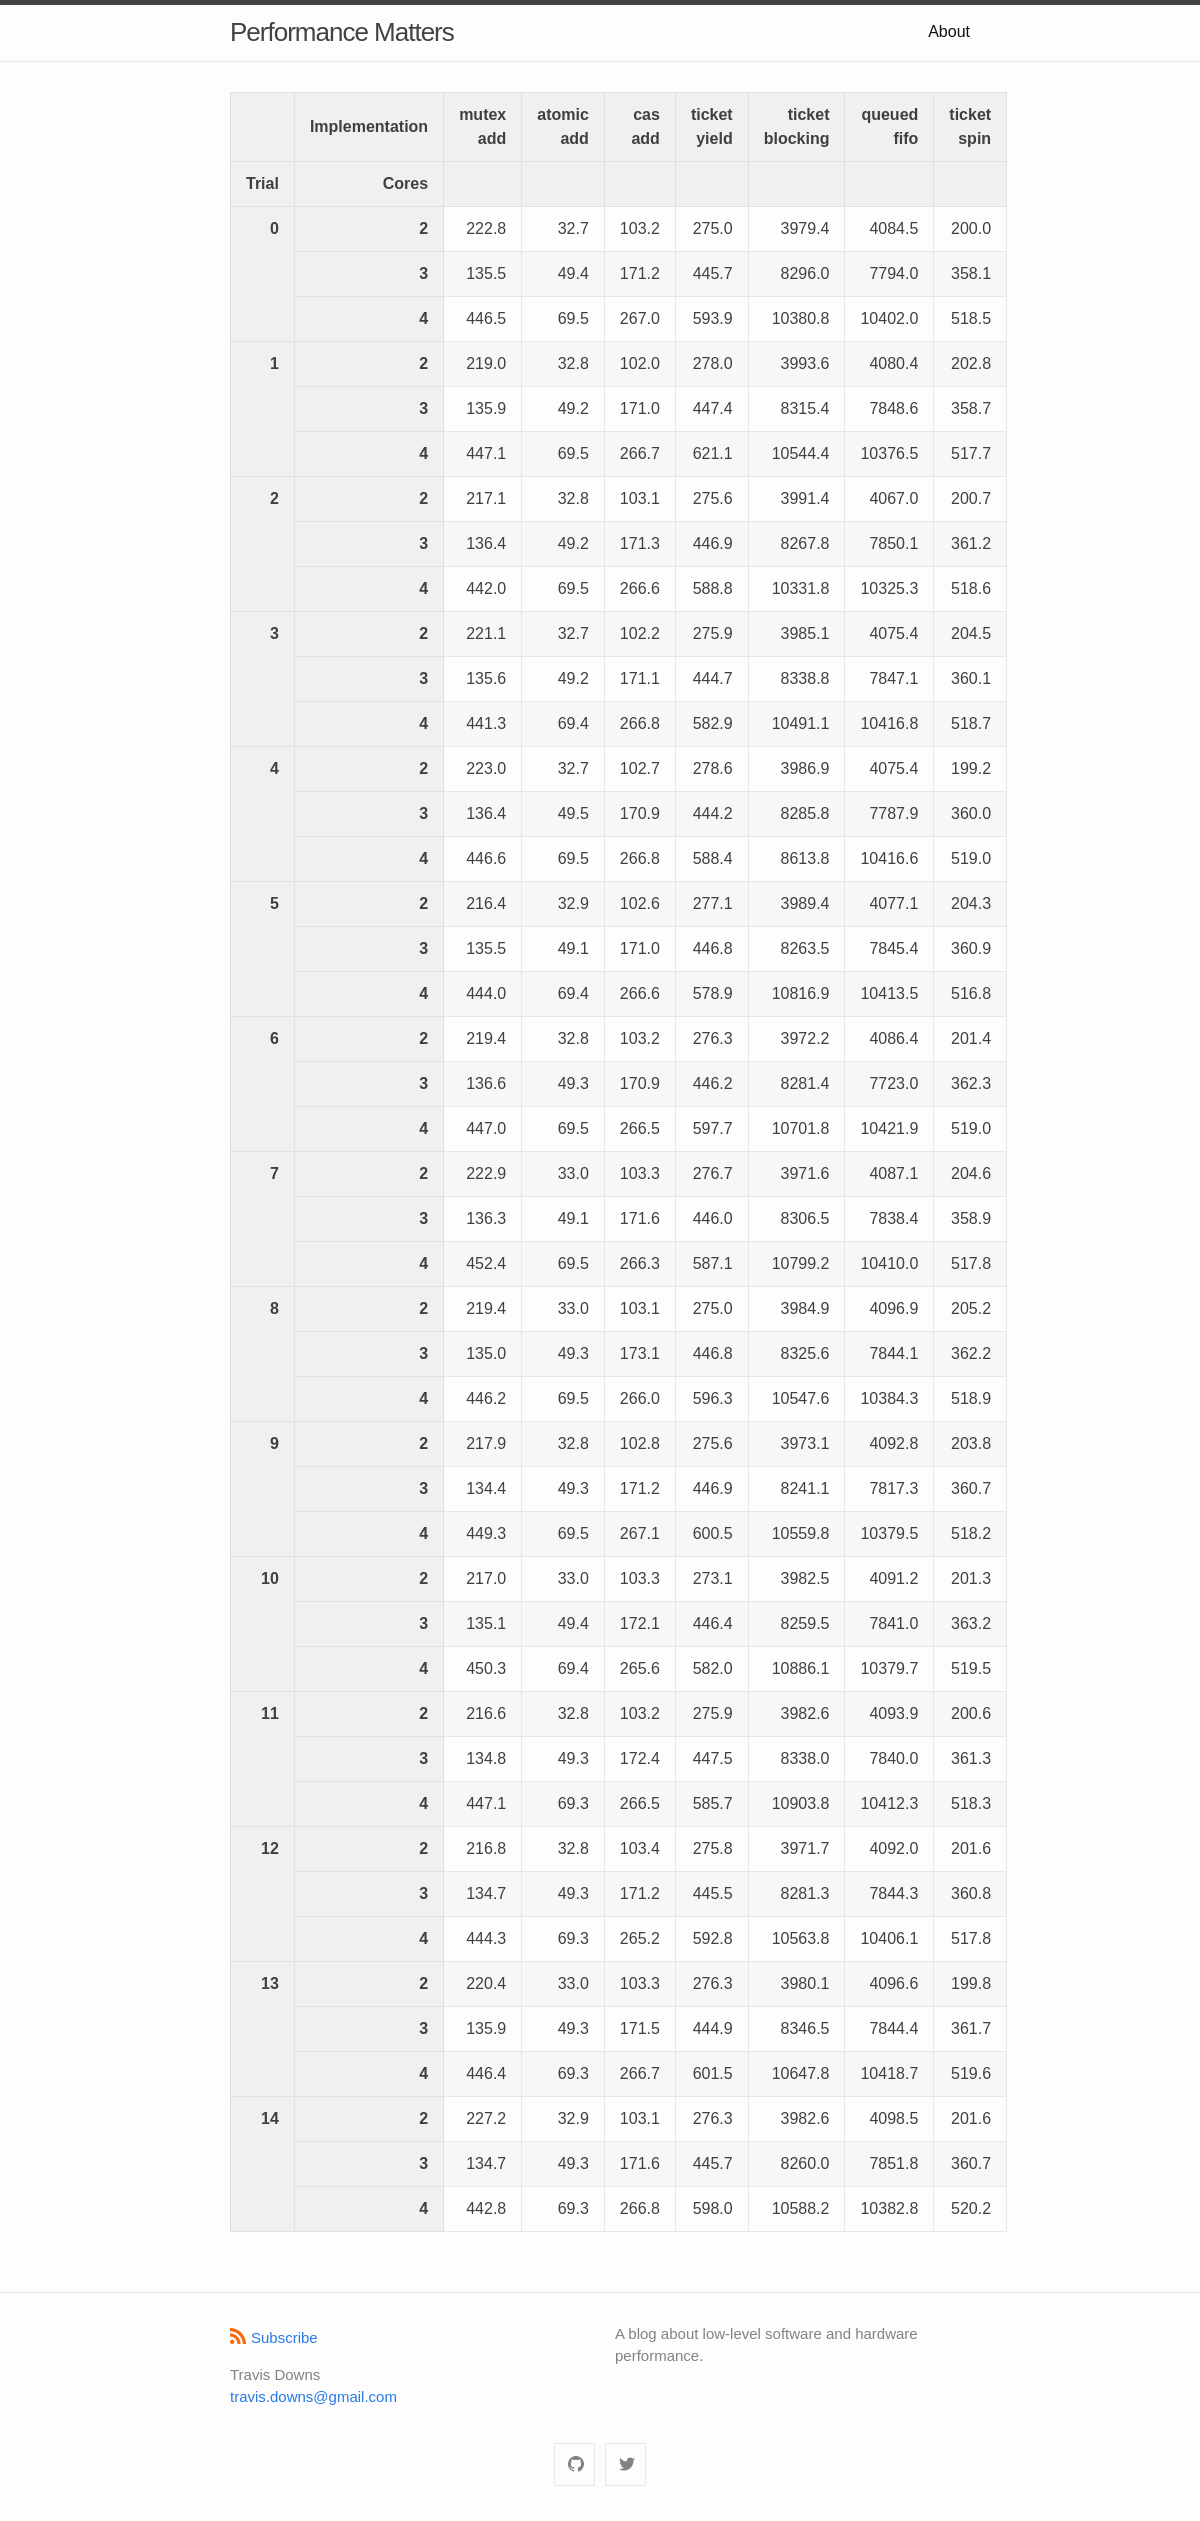 Performance Matters About
Implementation mutex add atomic add cas add ticket yield ticket blocking queued fifo ticket spin
Trial Cores
0 2 222.8 32.7 103.2 275.0 3979.4 4084.5 200.0
3 135.5 49.4 171.2 445.7 8296.0 7794.0 358.1
4 446.5 69.5 267.0 593.9 10380.8 10402.0 518.5
1 2 219.0 32.8 102.0 278.0 3993.6 4080.4 202.8
3 135.9 49.2 171.0 447.4 8315.4 7848.6 358.7
4 447.1 69.5 266.7 621.1 10544.4 10376.5 517.7
2 2 217.1 32.8 103.1 275.6 3991.4 4067.0 200.7
3 136.4 49.2 171.3 446.9 8267.8 7850.1 361.2
4 442.0 69.5 266.6 588.8 10331.8 10325.3 518.6
3 2 221.1 32.7 102.2 275.9 3985.1 4075.4 204.5
3 135.6 49.2 171.1 444.7 8338.8 7847.1 360.1
4 441.3 69.4 266.8 582.9 10491.1 10416.8 518.7
4 2 223.0 32.7 102.7 278.6 3986.9 4075.4 199.2
3 136.4 49.5 170.9 444.2 8285.8 7787.9 360.0
4 446.6 69.5 266.8 588.4 8613.8 10416.6 519.0
5 2 216.4 32.9 102.6 277.1 3989.4 4077.1 204.3
3 135.5 49.1 171.0 446.8 8263.5 7845.4 360.9
4 444.0 69.4 266.6 578.9 10816.9 10413.5 516.8
6 2 219.4 32.8 103.2 276.3 3972.2 4086.4 201.4
3 136.6 49.3 170.9 446.2 8281.4 7723.0 362.3
4 447.0 69.5 266.5 597.7 10701.8 10421.9 519.0
7 2 222.9 33.0 103.3 276.7 3971.6 4087.1 204.6
3 136.3 49.1 171.6 446.0 8306.5 7838.4 358.9
4 452.4 69.5 266.3 587.1 10799.2 10410.0 517.8
8 2 219.4 33.0 103.1 275.0 3984.9 4096.9 205.2
3 135.0 49.3 173.1 446.8 8325.6 7844.1 362.2
4 446.2 69.5 266.0 596.3 10547.6 10384.3 518.9
9 2 217.9 32.8 102.8 275.6 3973.1 4092.8 203.8
3 134.4 49.3 171.2 446.9 8241.1 7817.3 360.7
4 449.3 69.5 267.1 600.5 10559.8 10379.5 518.2
10 2 217.0 33.0 103.3 273.1 3982.5 4091.2 201.3
3 135.1 49.4 172.1 446.4 8259.5 7841.0 363.2
4 450.3 69.4 265.6 582.0 10886.1 10379.7 519.5
11 2 216.6 32.8 103.2 275.9 3982.6 4093.9 200.6
3 134.8 49.3 172.4 447.5 8338.0 7840.0 361.3
4 447.1 69.3 266.5 585.7 10903.8 10412.3 518.3
12 2 216.8 32.8 103.4 275.8 3971.7 4092.0 201.6
3 134.7 49.3 171.2 445.5 8281.3 7844.3 360.8
4 444.3 69.3 265.2 592.8 10563.8 10406.1 517.8
13 2 220.4 33.0 103.3 276.3 3980.1 4096.6 199.8
3 135.9 49.3 171.5 444.9 8346.5 7844.4 361.7
4 446.4 69.3 266.7 601.5 10647.8 10418.7 519.6
14 2 227.2 32.9 103.1 276.3 3982.6 4098.5 201.6
3 134.7 49.3 171.6 445.7 8260.0 7851.8 360.7
4 442.8 69.3 266.8 598.0 10588.2 10382.8 520.2
Subscribe
Travis Downs
travis.downs@gmail.com
A blog about low-level software and hardware
performance.